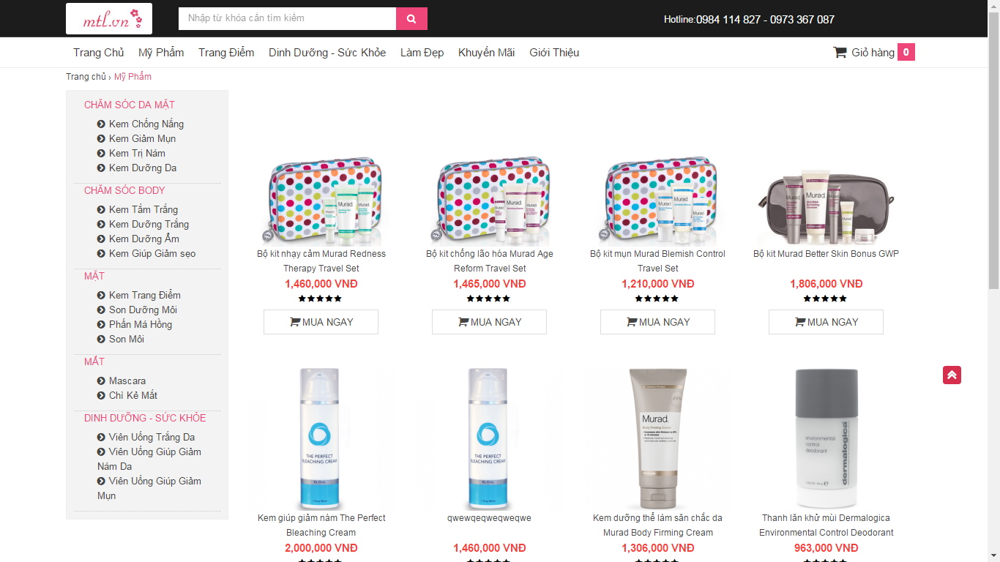 mtl.vn
Nhập từ khóa cần tìm kiếm
Hotline:0984 114 827 - 0973 367 087
Trang Chủ
Mỹ Phẩm
Trang Điểm
Dinh Dưỡng - Sức Khỏe
Làm Đẹp
Khuyến Mãi
Giới Thiệu
Giỏ hàng 0
Trang chủ › Mỹ Phẩm
CHĂM SÓC DA MẶT
Kem Chống Nắng
Kem Giảm Mụn
Kem Trị Nám
Kem Dưỡng Da
CHĂM SÓC BODY
Kem Tắm Trắng
Kem Dưỡng Trắng
Kem Dưỡng Ẩm
Kem Giúp Giảm sẹo
MẶT
Kem Trang Điểm
Son Dưỡng Môi
Phấn Má Hồng
Son Môi
MẮT
Mascara
Chì Kẻ Mắt
DINH DƯỠNG - SỨC KHỎE
Viên Uống Trắng Da
Viên Uống Giúp Giảm
Nám Da
Viên Uống Giúp Giảm
Mụn
Murad.
Murad.
Bộ kit nhạy cảm Murad Redness
Therapy Travel Set
1,460,000 VNĐ
MUA NGAY
Murad.
Murad.
Bộ kit chống lão hóa Murad Age
Reform Travel Set
1,465,000 VNĐ
MUA NGAY
Murad.
Murad.
Bộ kit mụn Murad Blemish Control
Travel Set
1,210,000 VNĐ
MUA NGAY
Murad.
Murad.
Murad.
Bộ kit Murad Better Skin Bonus GWP
1,806,000 VNĐ
MUA NGAY
THE PERFECT
BLEACHING CREAM
Rx Only
Kem giúp giảm nám The Perfect
Bleaching Cream
2,000,000 VNĐ
THE PERFECT
BLEACHING CREAM
Rx Only
qwewqeqweqweqwe
1,460,000 VNĐ
Murad.
Body Firming Cream
Kem dưỡng thể làm săn chắc da
Murad Body Firming Cream
1,306,000 VNĐ
environmental
control
deodorant
dermalogica
Thanh lăn khử mùi Dermalogica
Environmental Control Deodorant
963,000 VNĐ